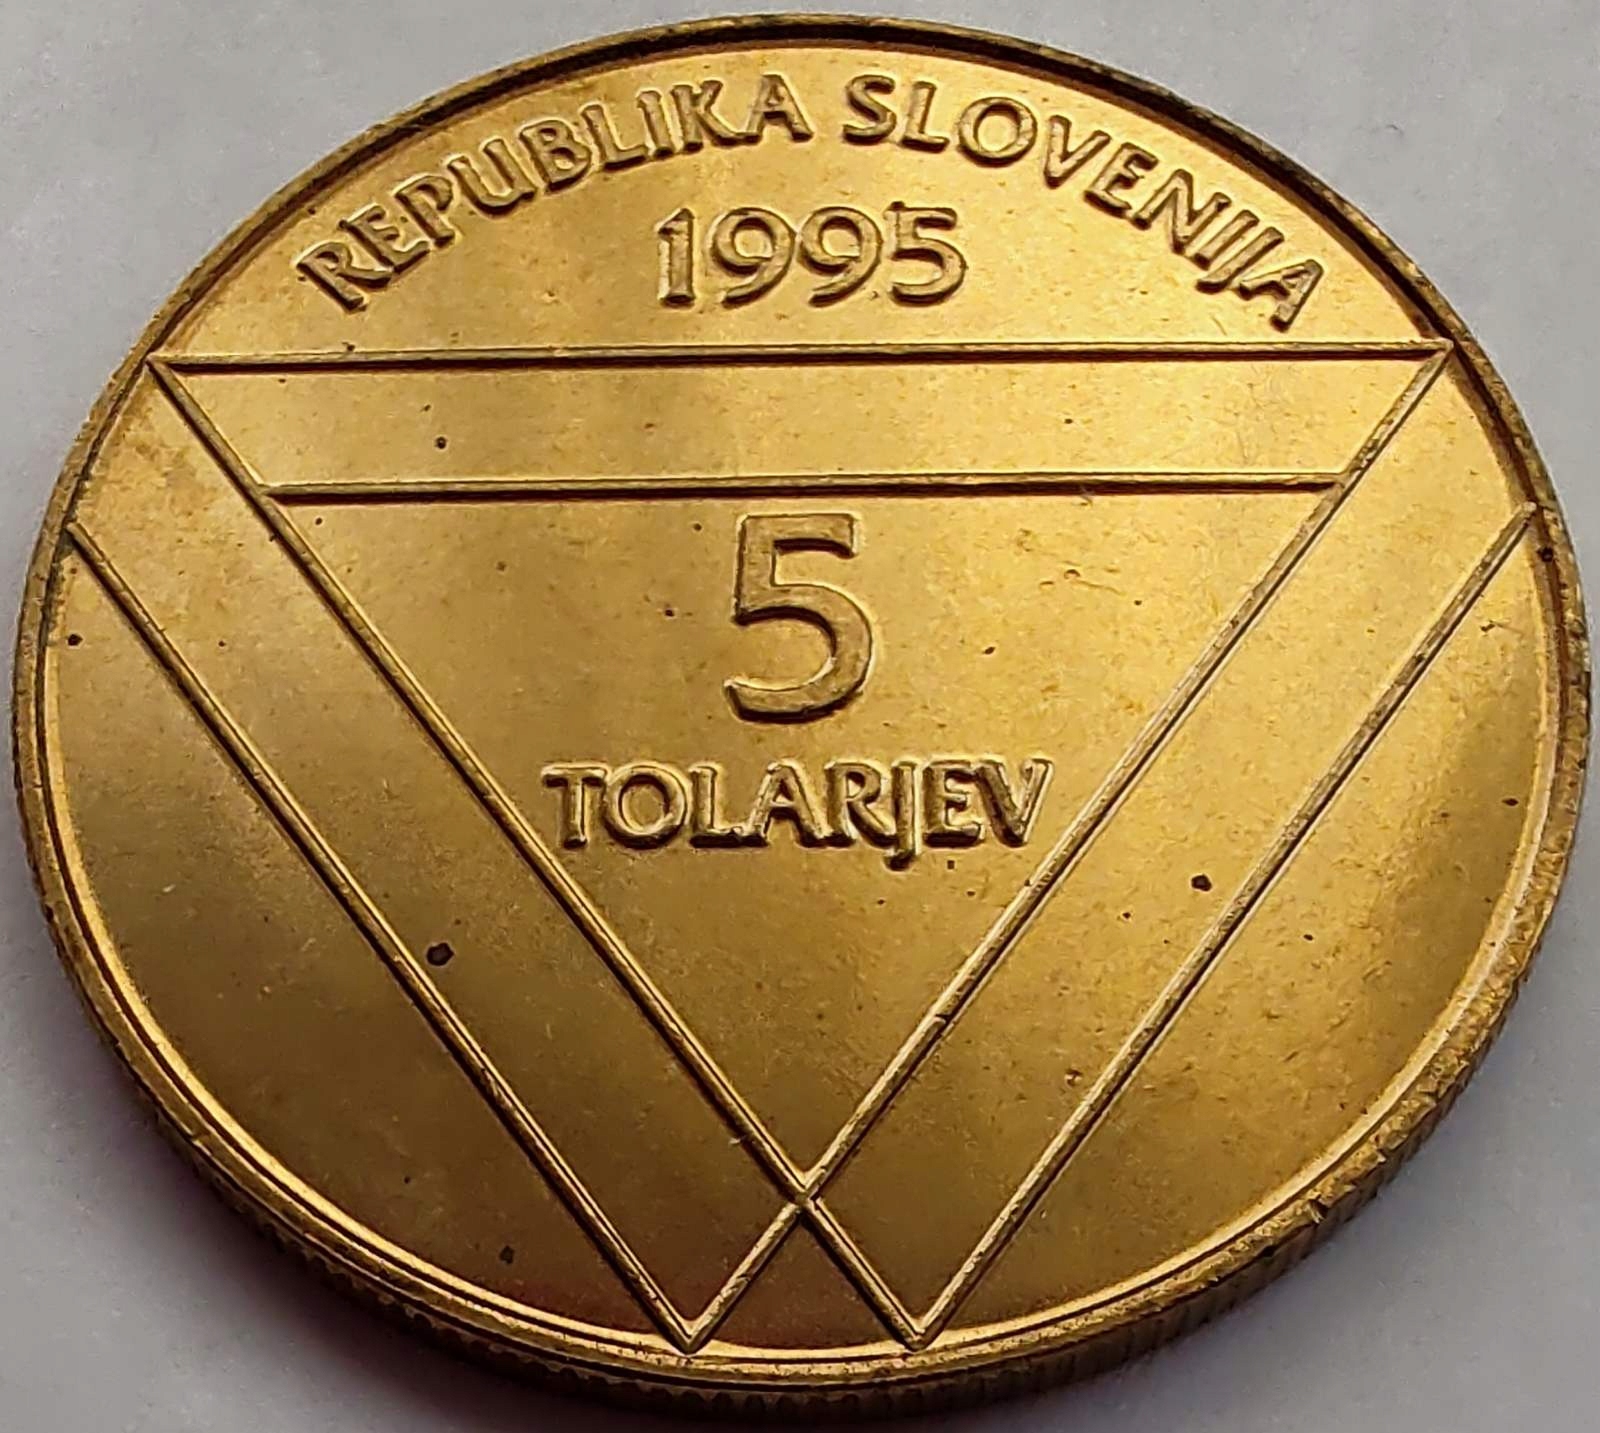 REPUBLIKA SLOVENIJA
1995
5
TOLARJEV